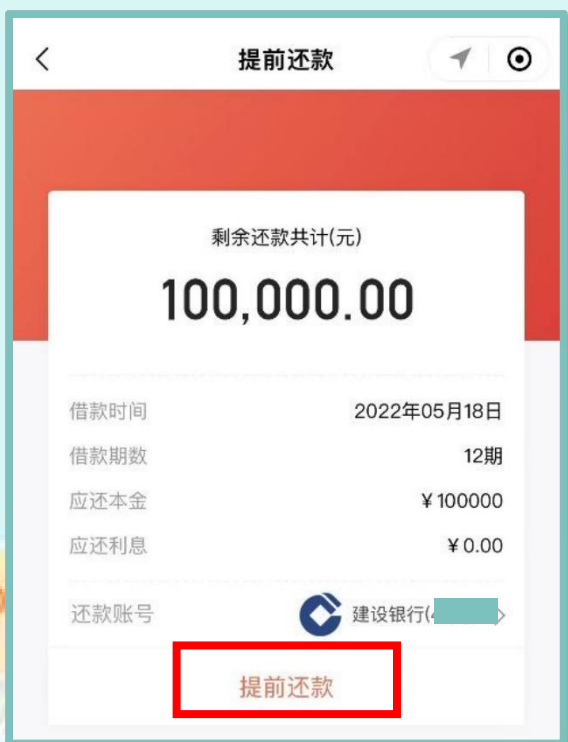 提前还款
剩余还款共计(元)
100,000.00
借款时间 2022年05月18日
借款期数 12期
应还本金 ¥100000
应还利息 ¥0.00
还款账号 建设银行(
提前还款